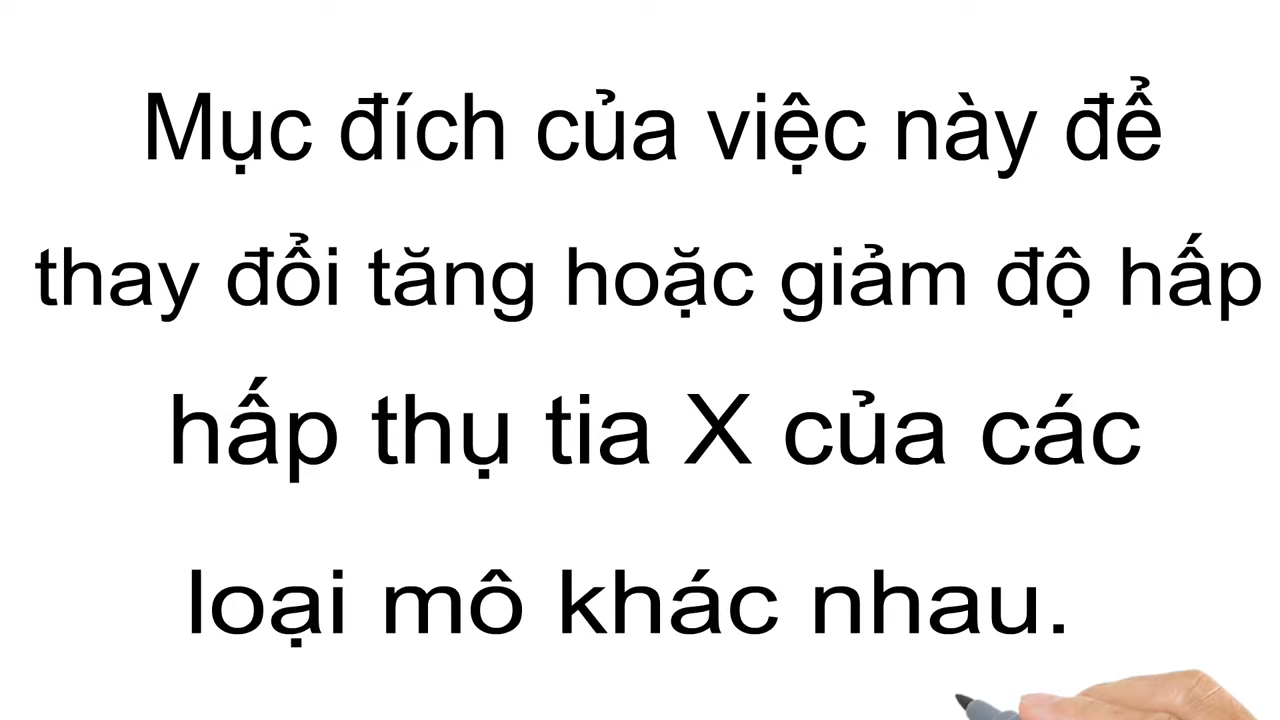 Mục đích của việc này để
thay đổi tăng hoặc giảm độ hấp
hấp thụ tia X của các
loại mô khác nhau.